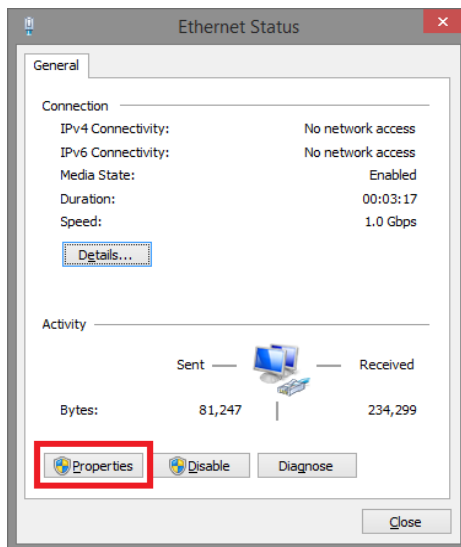 Ethernet Status
General
Connection
IPv4 Connectivity: No network access
IPv6 Connectivity: No network access
Media State: Enabled
Duration: 00:03:17
Speed: 1.0 Gbps
Details...
Activity
Sent Received
Bytes: 81,247 234,299
Properties Disable Diagnose
Close